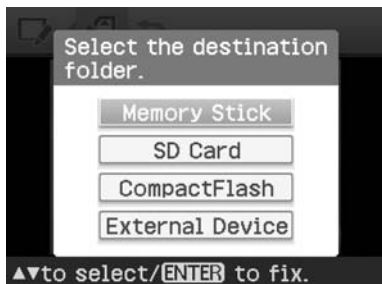 Select the destination
folder.
Memory Stick
SD Card
CompactFlash
External Device
▲▼to select/ENTER to fix.